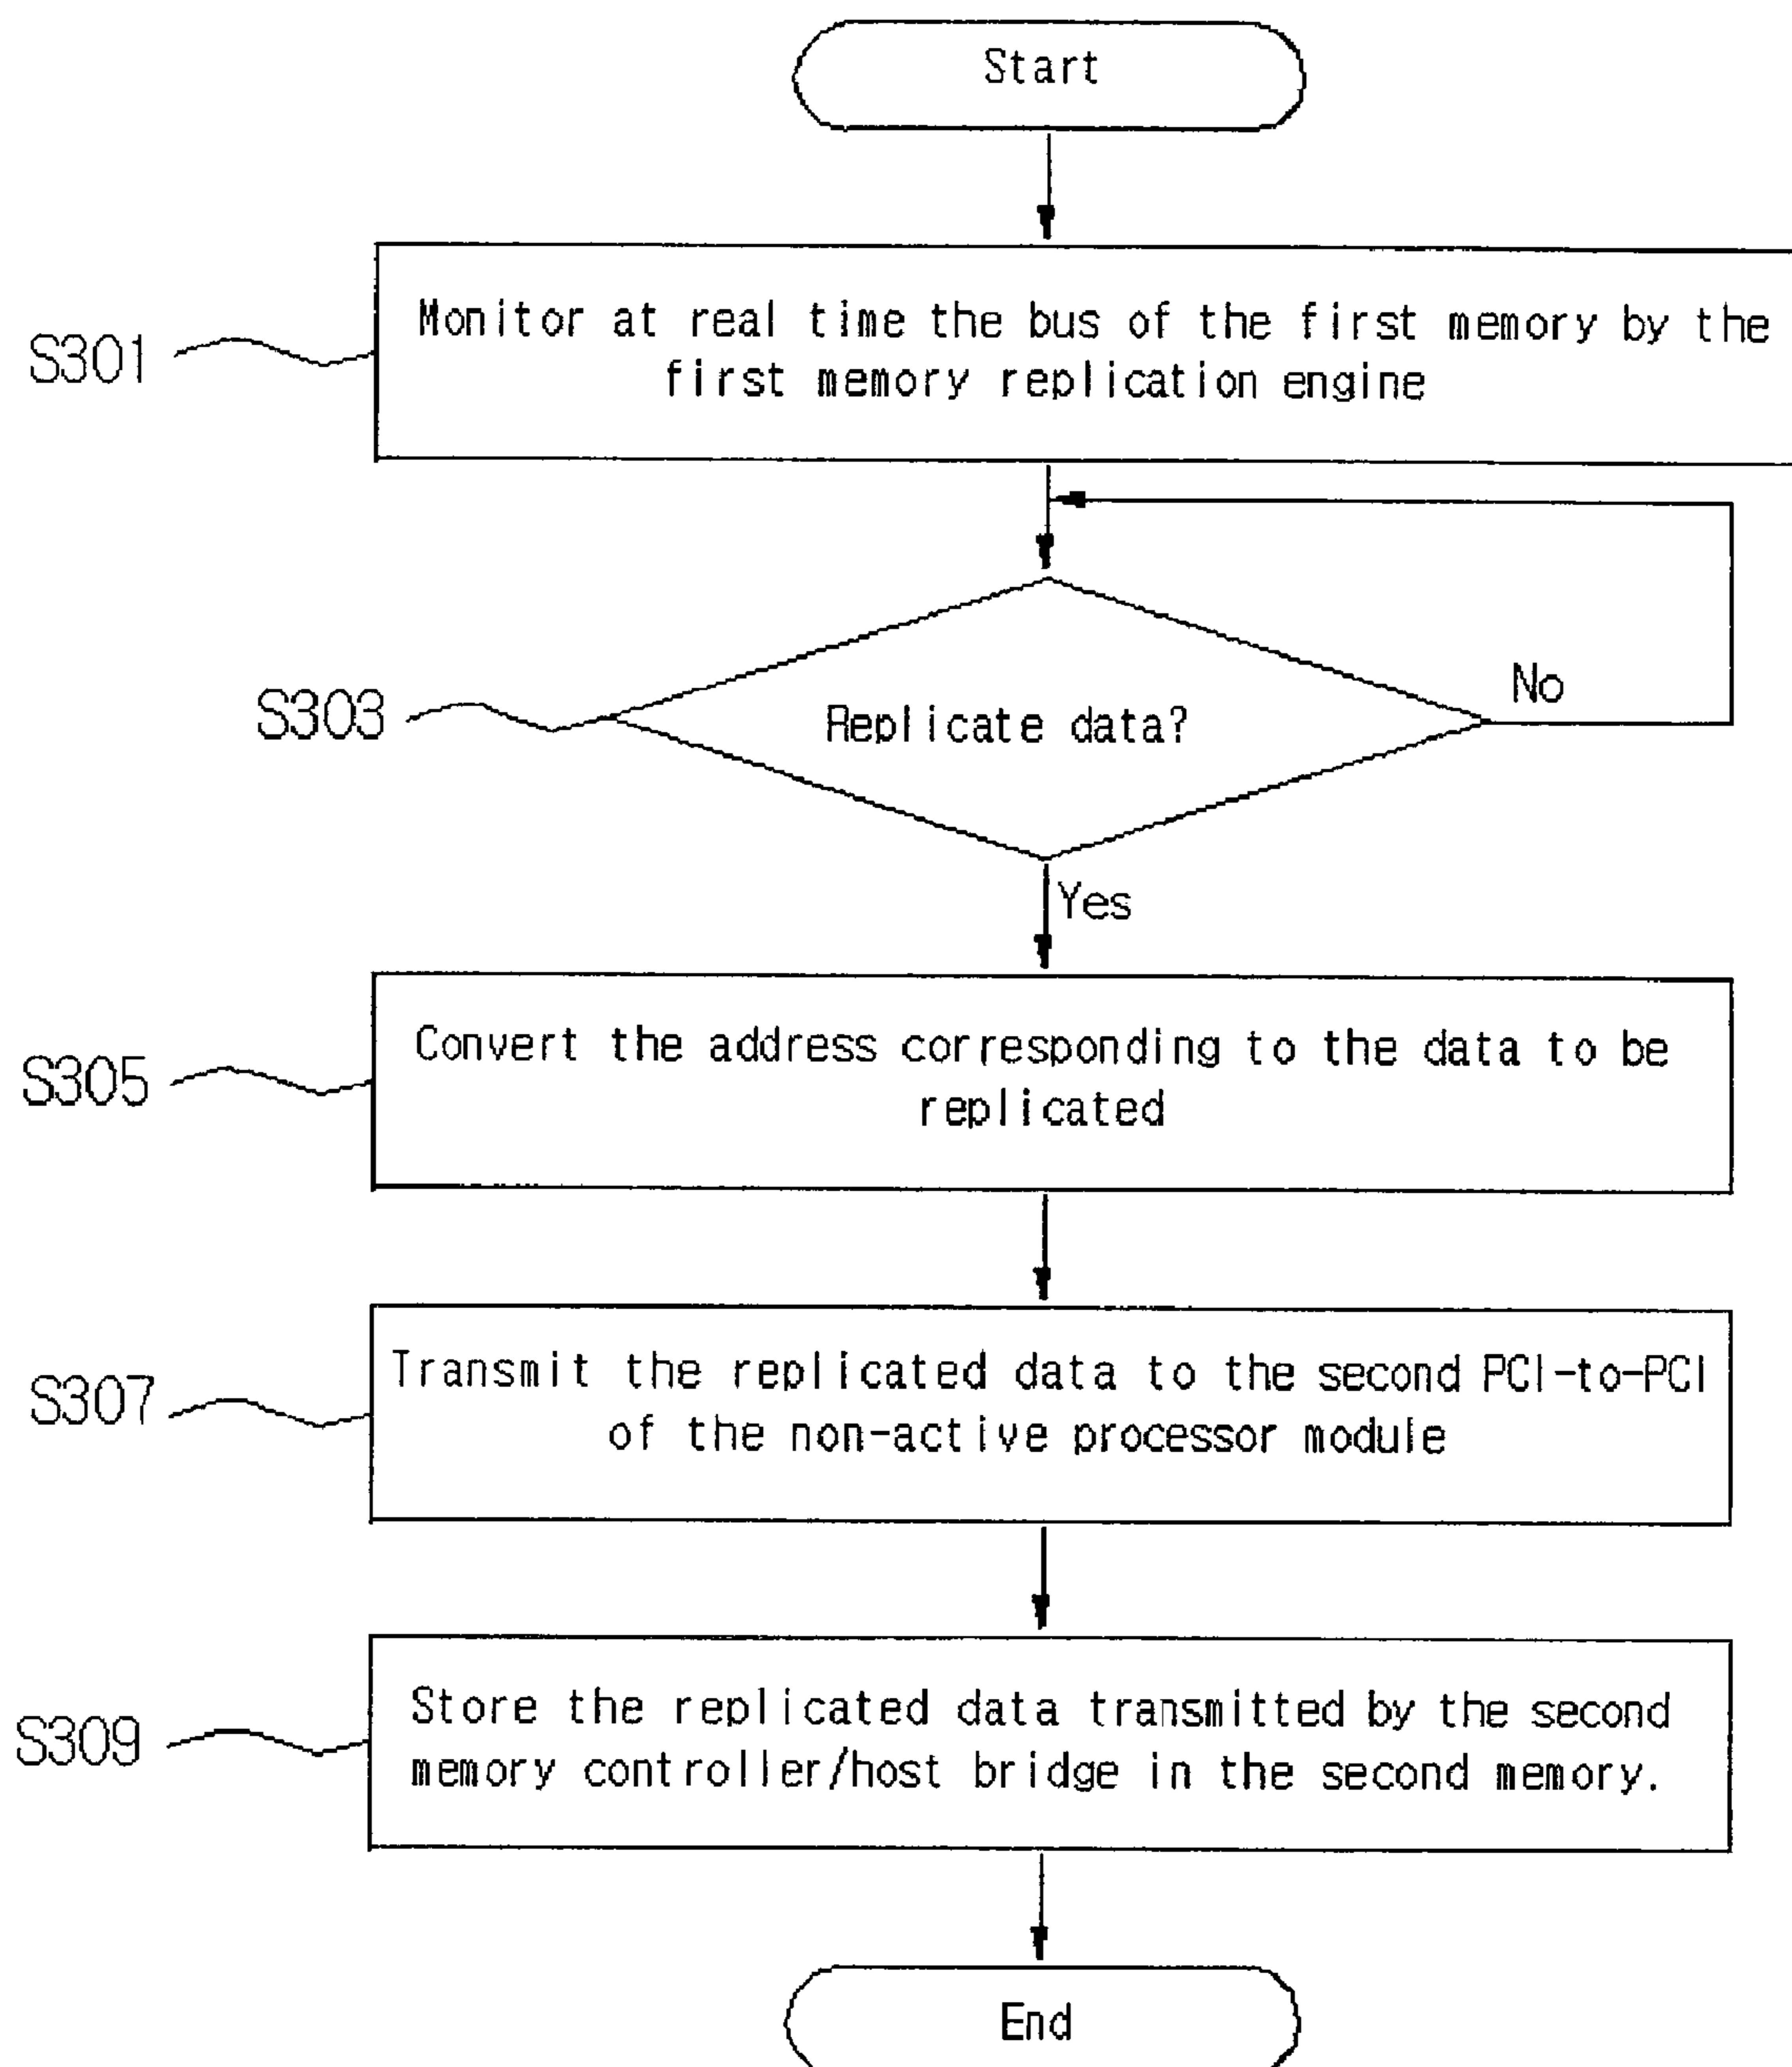 Start
S301
Monitor at real time the bus of the first memory by the
first memory replication engine
S303
Replicate data?
No
Yes
S305
Convert the address corresponding to the data to be
replicated
S307
Transmit the replicated data to the second PCI-to-PCI
of the non-active processor module
S309
Store the replicated data transmitted by the second
memory controller/host bridge in the second memory.
End